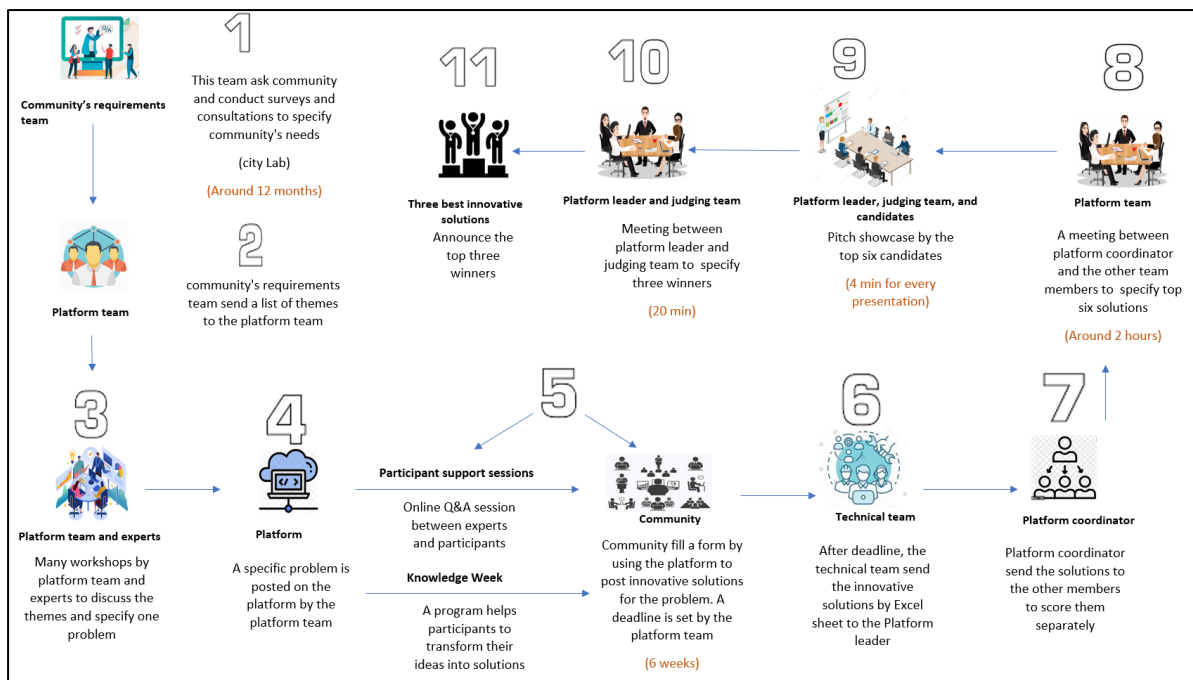 1
Community's requirements
team
This team ask community
and conduct surveys and
consultations to specify
community's needs
(city Lab)
(Around 12 months)
2
Platform team
community's requirements
team send a list of themes
to the platform team
3
Platform team and experts
Many workshops by
platform team and
experts to discuss the
themes and specify one
problem
4
Platform
A specific problem is
posted on the
platform by the
platform team
5
Participant support sessions
Online Q&A session
between experts
and participants
Knowledge Week
A program helps
participants to
transform their
ideas into solutions
Community
Community fill a form by
using the platform to
post innovative solutions
for the problem. A
deadline is set by the
platform team
(6 weeks)
6
Technical team
After deadline, the
technical team send
the innovative
solutions by Excel
sheet to the Platform
leader
7
Platform coordinator
Platform coordinator
send the solutions to
the other members
to score them
separately
8
Platform team
A meeting between
platform coordinator
and the other team
members to specify top
six solutions
(Around 2 hours)
9
Platform leader, judging team, and
candidates
Pitch showcase by the
top six candidates
(4 min for every
presentation)
10
Platform leader and judging team
Meeting between
platform leader and
judging team to specify
three winners
(20 min)
11
Three best innovative
solutions
Announce the
top three
winners